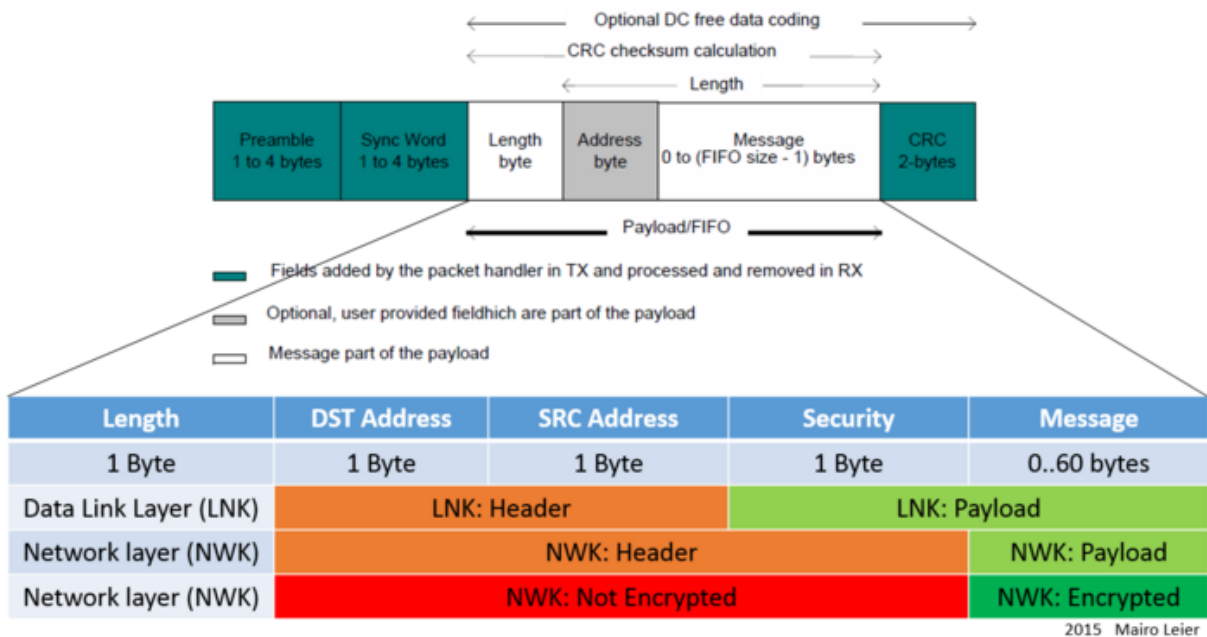 Optional DC free data coding
CRC checksum calculation
Length
Preamble
1 to 4 bytes
Sync Word
1 to 4 bytes
Length
byte
Address
byte
Message
0 to (FIFO size - 1) bytes
CRC
2-bytes
Payload/FIFO
Fields added by the packet handler in TX and processed and removed in RX
Optional, user provided fieldhich are part of the payload
Message part of the payload
Length DST Address SRC Address Security Message
1 Byte 1 Byte 1 Byte 1 Byte 0..60 bytes
Data Link Layer (LNK) LNK: Header LNK: Payload
Network layer (NWK) NWK: Header NWK: Payload
Network layer (NWK) NWK: Not Encrypted NWK: Encrypted
2015 Mairo Leier